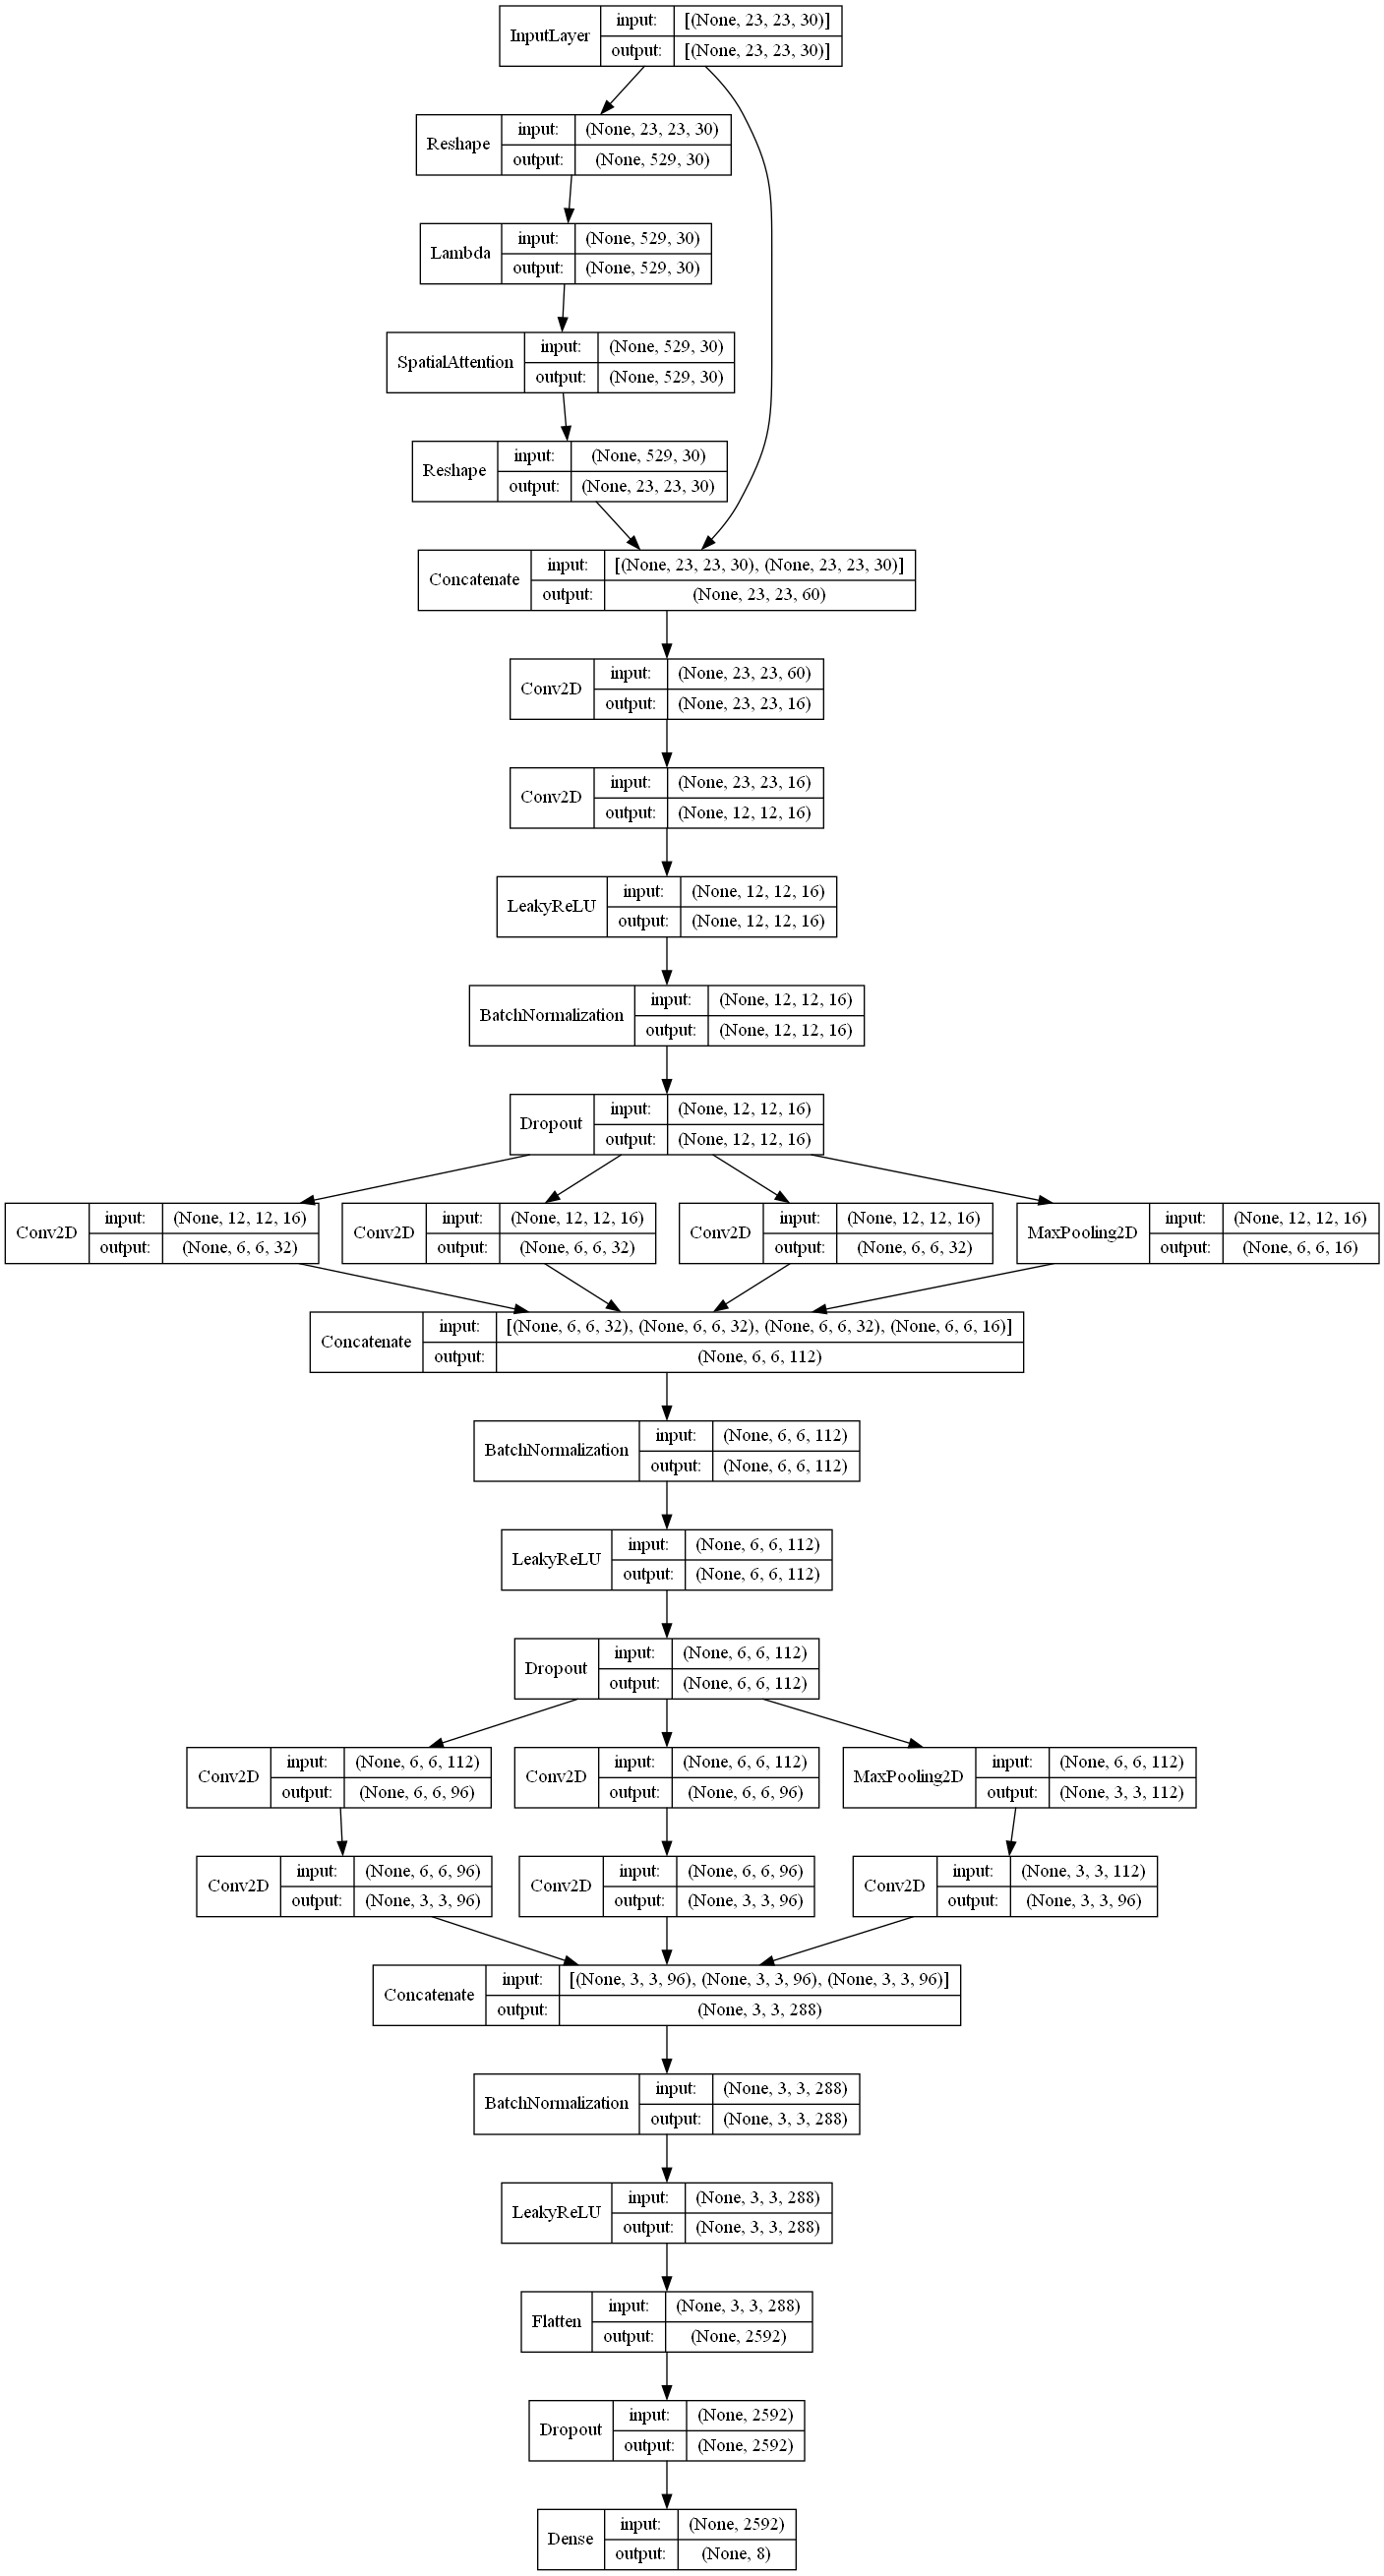 InputLayer input: [(None, 23, 23, 30)]
output: [(None, 23, 23, 30)]
Reshape input: (None, 23, 23, 30)
output: (None, 529, 30)
Lambda input: (None, 529, 30)
output: (None, 529, 30)
SpatialAttention input: (None, 529, 30)
output: (None, 529, 30)
Reshape input: (None, 529, 30)
output: (None, 23, 23, 30)
Concatenate input: [(None, 23, 23, 30), (None, 23, 23, 30)]
output: (None, 23, 23, 60)
Conv2D input: (None, 23, 23, 60)
output: (None, 23, 23, 16)
Conv2D input: (None, 23, 23, 16)
output: (None, 12, 12, 16)
LeakyReLU input: (None, 12, 12, 16)
output: (None, 12, 12, 16)
BatchNormalization input: (None, 12, 12, 16)
output: (None, 12, 12, 16)
Dropout input: (None, 12, 12, 16)
output: (None, 12, 12, 16)
Conv2D input: (None, 12, 12, 16)
output: (None, 6, 6, 32)
Conv2D input: (None, 12, 12, 16)
output: (None, 6, 6, 32)
Conv2D input: (None, 12, 12, 16)
output: (None, 6, 6, 32)
MaxPooling2D input: (None, 12, 12, 16)
output: (None, 6, 6, 16)
Concatenate input: [(None, 6, 6, 32), (None, 6, 6, 32), (None, 6, 6, 32), (None, 6, 6, 16)]
output: (None, 6, 6, 112)
BatchNormalization input: (None, 6, 6, 112)
output: (None, 6, 6, 112)
LeakyReLU input: (None, 6, 6, 112)
output: (None, 6, 6, 112)
Dropout input: (None, 6, 6, 112)
output: (None, 6, 6, 112)
Conv2D input: (None, 6, 6, 112)
output: (None, 6, 6, 96)
Conv2D input: (None, 6, 6, 112)
output: (None, 6, 6, 96)
MaxPooling2D input: (None, 6, 6, 112)
output: (None, 3, 3, 112)
Conv2D input: (None, 6, 6, 96)
output: (None, 3, 3, 96)
Conv2D input: (None, 6, 6, 96)
output: (None, 3, 3, 96)
Conv2D input: (None, 3, 3, 112)
output: (None, 3, 3, 96)
Concatenate input: [(None, 3, 3, 96), (None, 3, 3, 96), (None, 3, 3, 96)]
output: (None, 3, 3, 288)
BatchNormalization input: (None, 3, 3, 288)
output: (None, 3, 3, 288)
LeakyReLU input: (None, 3, 3, 288)
output: (None, 3, 3, 288)
Flatten input: (None, 3, 3, 288)
output: (None, 2592)
Dropout input: (None, 2592)
output: (None, 2592)
Dense input: (None, 2592)
output: (None, 8)